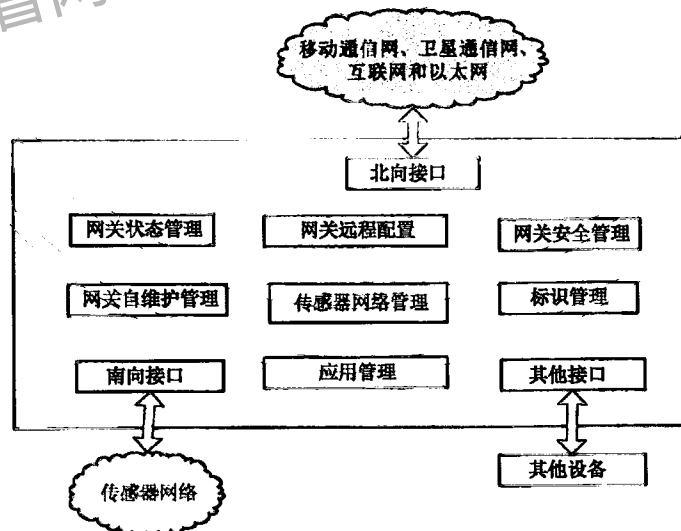 移动通信网、卫星通信网、
互联网和以太网
北向接口
网关状态管理
网关远程配置
网关安全管理
网关自维护管理
传感器网络管理
标识管理
南向接口
应用管理
其他接口
传感器网络
其他设备